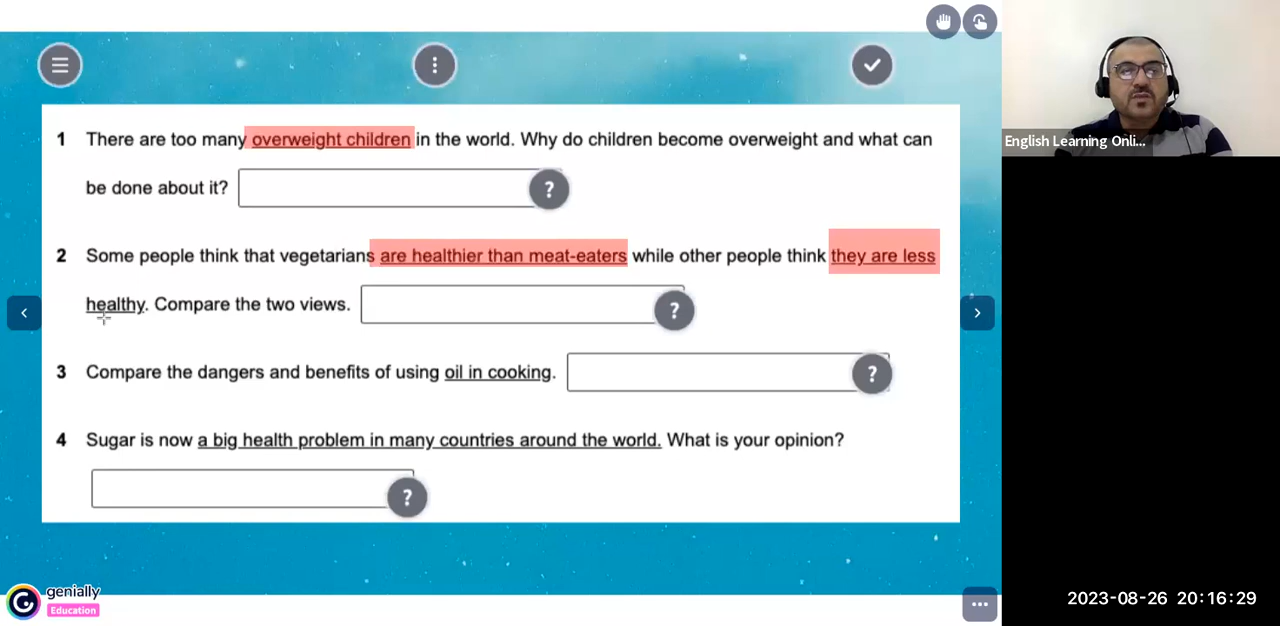 1 There are too many overweight children in the world. Why do children become overweight and what can
be done about it? ?
2 Some people think that vegetarians are healthier than meat-eaters while other people think they are less
healthy. Compare the two views. ?
3 Compare the dangers and benefits of using oil in cooking. ?
4 Sugar is now a big health problem in many countries around the world. What is your opinion?
?
genially
Education
English Learning Onli...
2023-08-26 20:16:29